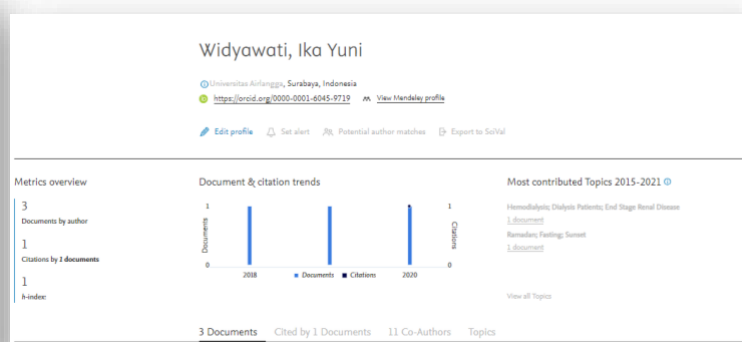 Widyawati, Ika Yuni
Universitas Airlangga, Surabaya, Indonesia
https://orcid.org/0000-0001-6045-9719 View Mendeley profile
Edit profile Set alert Potential author matches Export to SciVal
Metrics overview
3
Documents by author
1
Citations by 1 documents
1
h-index:
Document & citation trends
1 1
Documents
Citations
0 0
2018 Documents Citations 2020
Most contributed Topics 2015-2021
Hemodialysis; Dialysis Patients; End Stage Renal Disease
1 document
Ramadan; Fasting; Sunset
1 document
View all Topics
3 Documents Cited by 1 Documents 11 Co-Authors Topics